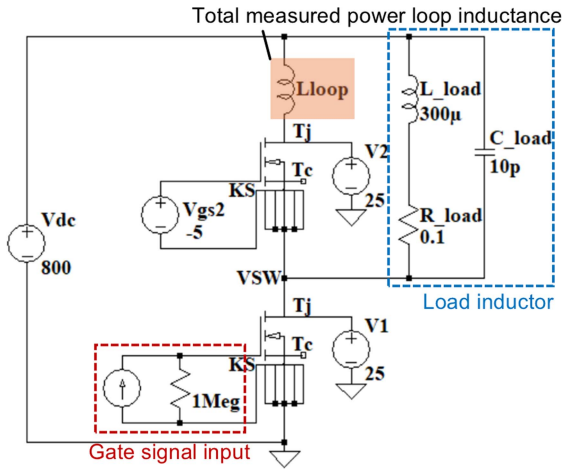 Total measured power loop inductance
Lloop
L_load
300µ
C_load
10p
R_load
0.1
Load inductor
Tj
Tc
V2
25
KS
Vgs2
-5
Vdc
800
VSW
Tj
Tc
V1
25
KS
1Meg
Gate signal input